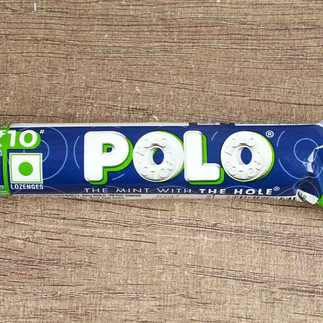 10
POLO®
LOZENGES
THE MINT WITH THE HOLE®